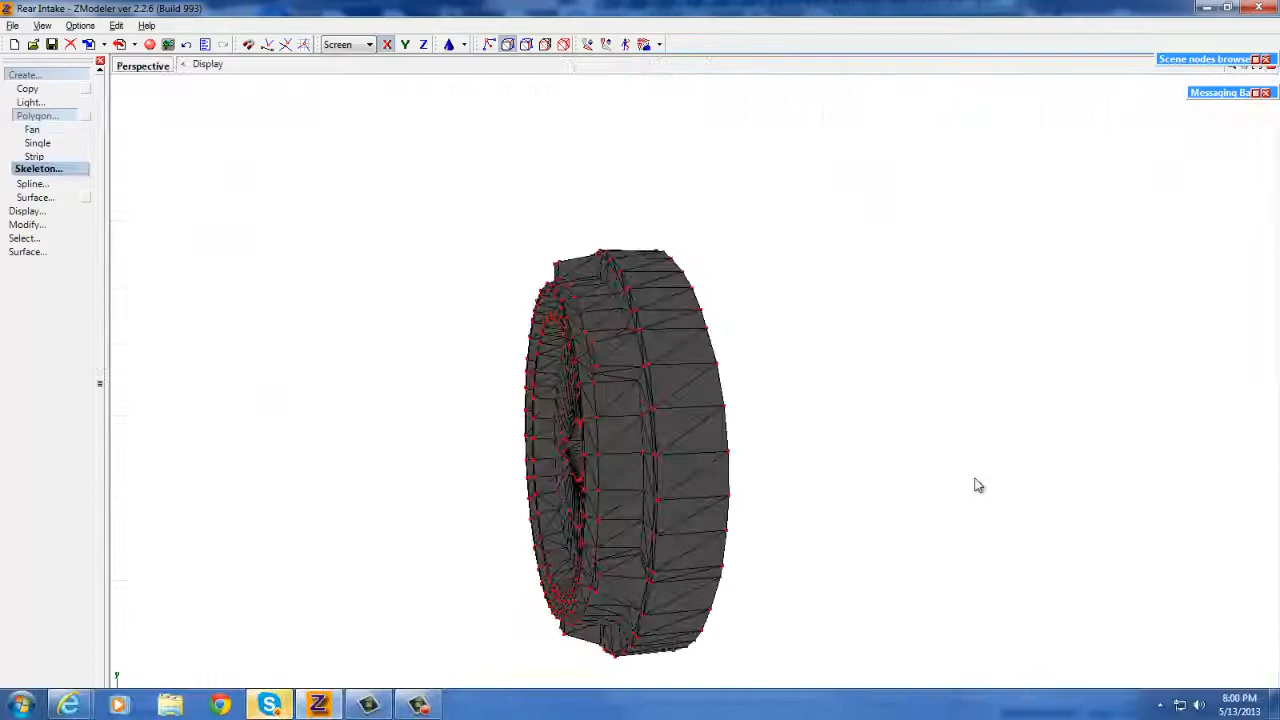 Rear Intake - ZModeler ver 2.2.6 (Build 993)
File View Options Edit Help
Screen X Y Z
Create...
Copy
Light...
Polygon...
Fan
Single
Strip
Skeleton...
Spline...
Surface...
Display...
Modify...
Select...
Surface...
Perspective < Display
Scene nodes browse
Messaging Ba
y
8:00 PM
5/13/2013